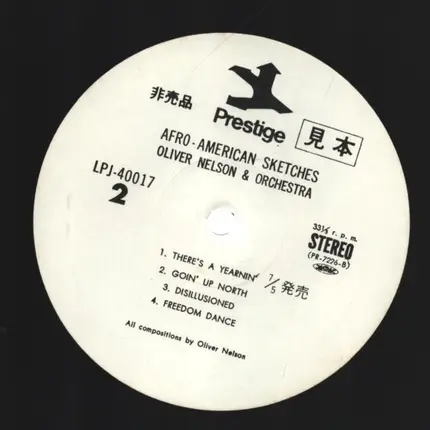 非売品
Prestige
見本
AFRO-AMERICAN SKETCHES
OLIVER NELSON & ORCHESTRA
LPJ-40017
2
33⅓ r. p. m.
STEREO
(PR-7226-B)
1. THERE'S A YEARNIN'
2. GOIN' UP NORTH
3. DISILLUSIONED
4. FREEDOM DANCE
7/5 発売
All compositions by Oliver Nelson